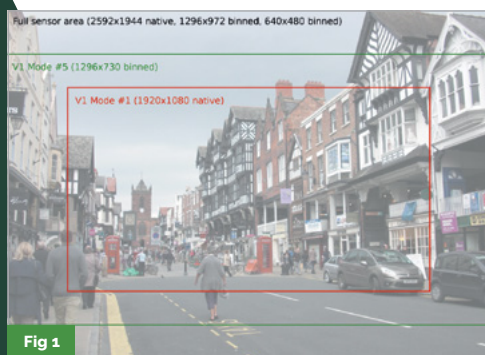 Full sensor area (2592x1944 native, 1296x972 binned, 640x480 binned)
V1 Mode #5 (1296x730 binned)
V1 Mode #1 (1920x1080 native)
Fig 1